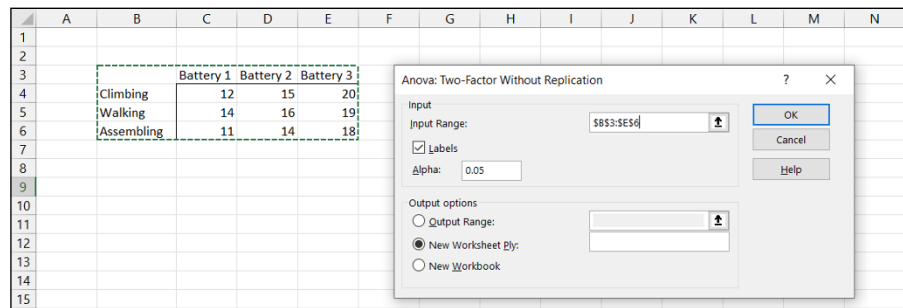 A B C D E F G H I J K L M N
1
2
3 Battery 1 Battery 2 Battery 3
4 Climbing 12 15 20
5 Walking 14 16 19
6 Assembling 11 14 18
7
8
9
10
11
12
13
14
15
Anova: Two-Factor Without Replication ? ×
Input
Input Range: $B$3:$E$6 OK
Labels Cancel
Alpha: 0.05 Help
Output options
Output Range:
New Worksheet Ply:
New Workbook